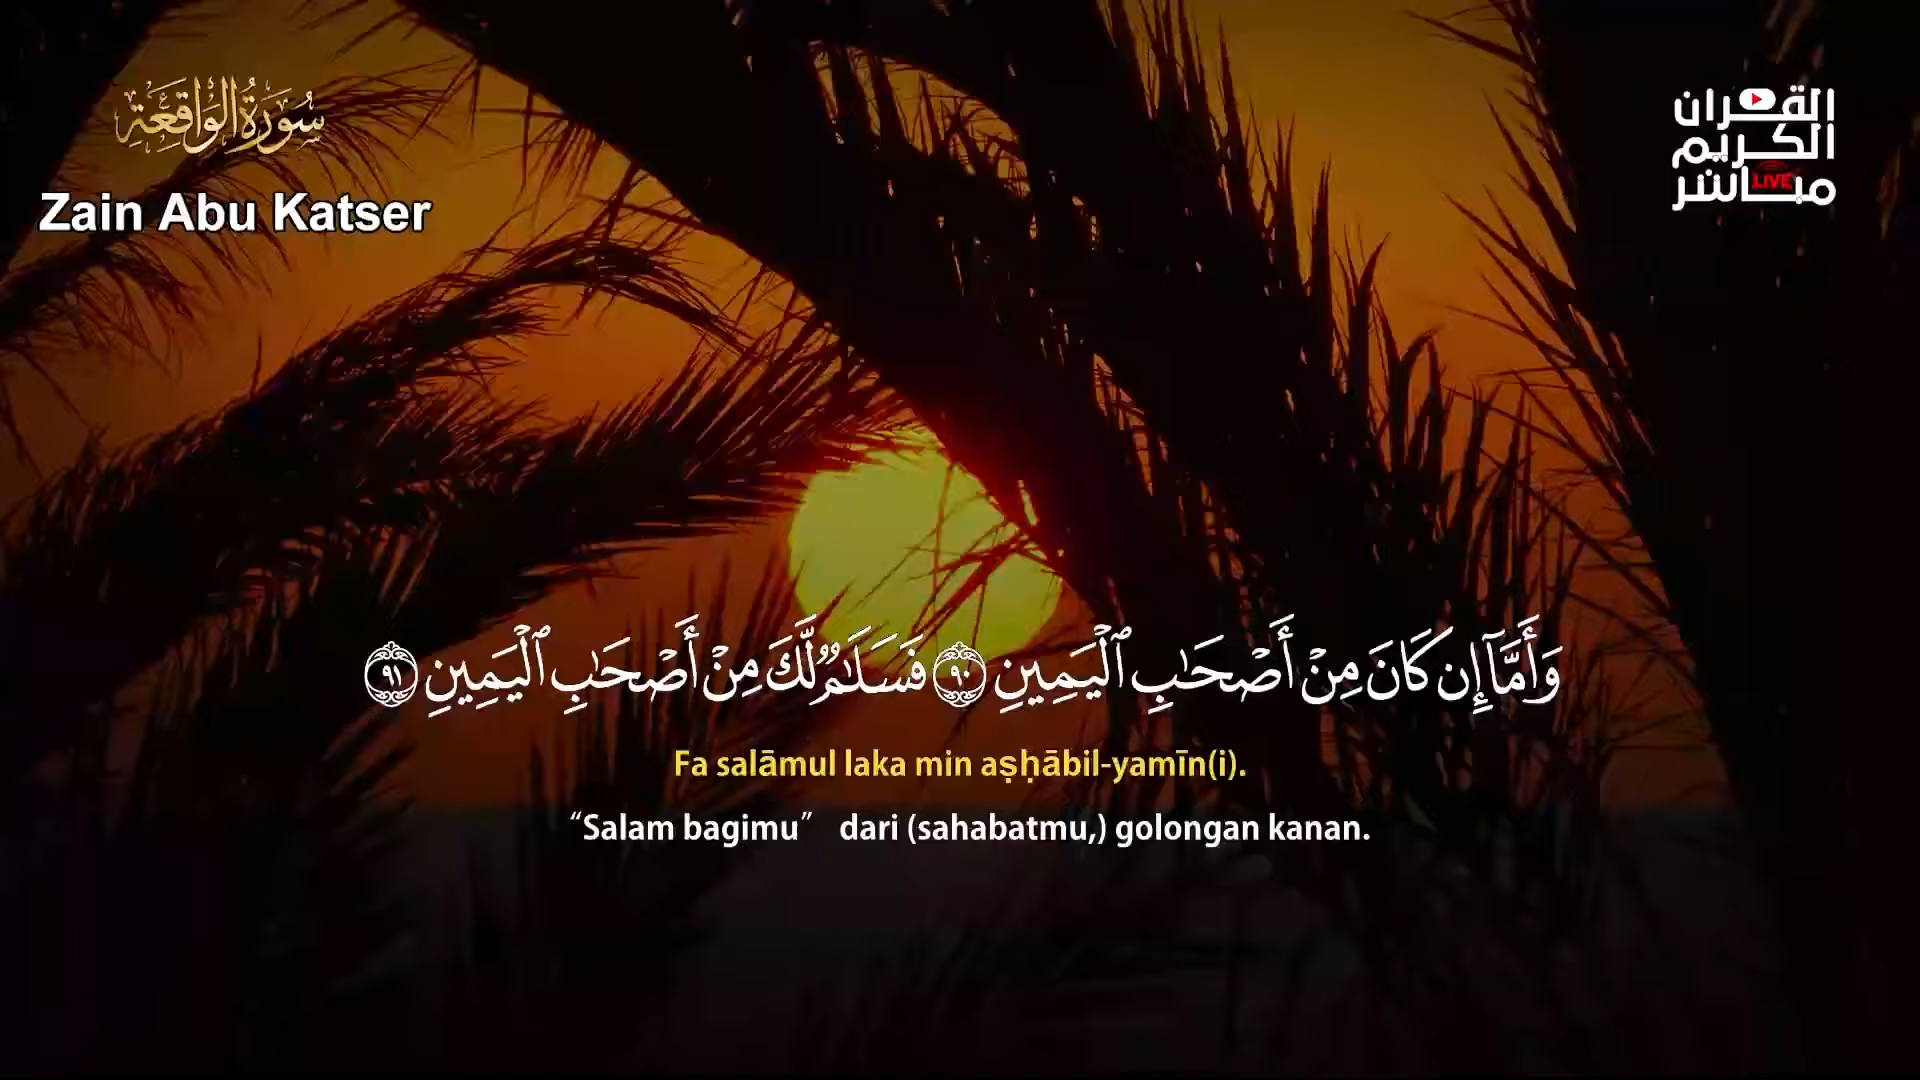 سُورَةُ الوَاقِعَةِ
Zain Abu Katser
القرآن
الكريم
مباشر
LIVE
وَأَمَّآ إِن كَانَ مِنْ أَصْحَٰبِ ٱلْيَمِينِ ٩٠ فَسَلَٰمٌ لَّكَ مِنْ أَصْحَٰبِ ٱلْيَمِينِ ٩١
Fa salāmul laka min aṣḥābil-yamīn(i).
“Salam bagimu” dari (sahabatmu,) golongan kanan.